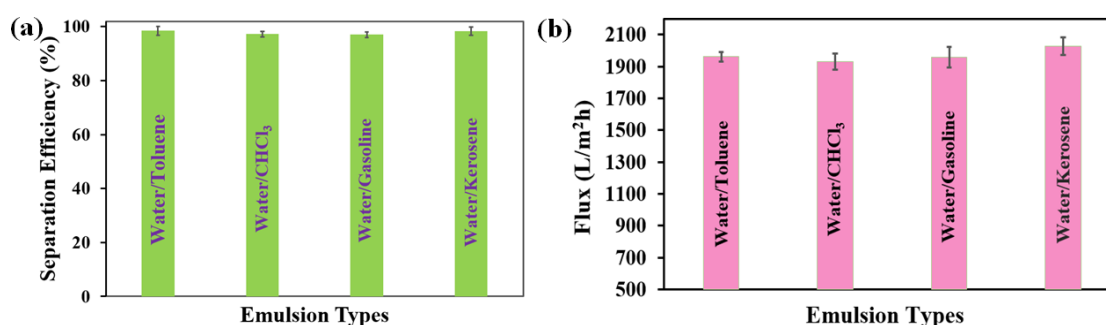 (a)
Separation Efficiency (%)
100
80
60
40
20
0
Water/Toluene
Water/CHCl₃
Water/Gasoline
Water/Kerosene
Emulsion Types
(b)
Flux (L/m²h)
2100
1900
1700
1500
1300
1100
900
700
500
Water/Toluene
Water/CHCl₃
Water/Gasoline
Water/Kerosene
Emulsion Types